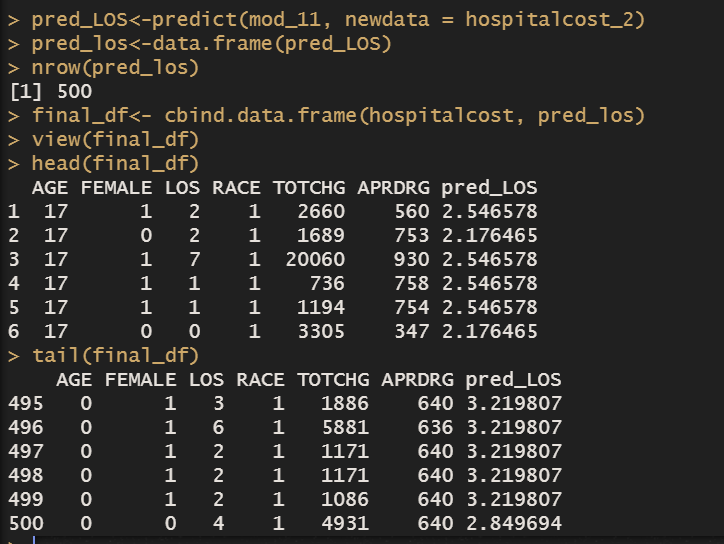 > pred_LOS<-predict(mod_11, newdata = hospitalcost_2)
> pred_los<-data.frame(pred_LOS)
> nrow(pred_los)
[1] 500
> final_df<- cbind.data.frame(hospitalcost, pred_los)
> view(final_df)
> head(final_df)
  AGE FEMALE LOS RACE TOTCHG APRDRG pred_LOS
1  17      1   2    1   2660    560 2.546578
2  17      0   2    1   1689    753 2.176465
3  17      1   7    1  20060    930 2.546578
4  17      1   1    1    736    758 2.546578
5  17      1   1    1   1194    754 2.546578
6  17      0   0    1   3305    347 2.176465
> tail(final_df)
    AGE FEMALE LOS RACE TOTCHG APRDRG pred_LOS
495   0      1   3    1   1886    640 3.219807
496   0      1   6    1   5881    636 3.219807
497   0      1   2    1   1171    640 3.219807
498   0      1   2    1   1171    640 3.219807
499   0      1   2    1   1086    640 3.219807
500   0      0   4    1   4931    640 2.849694
>